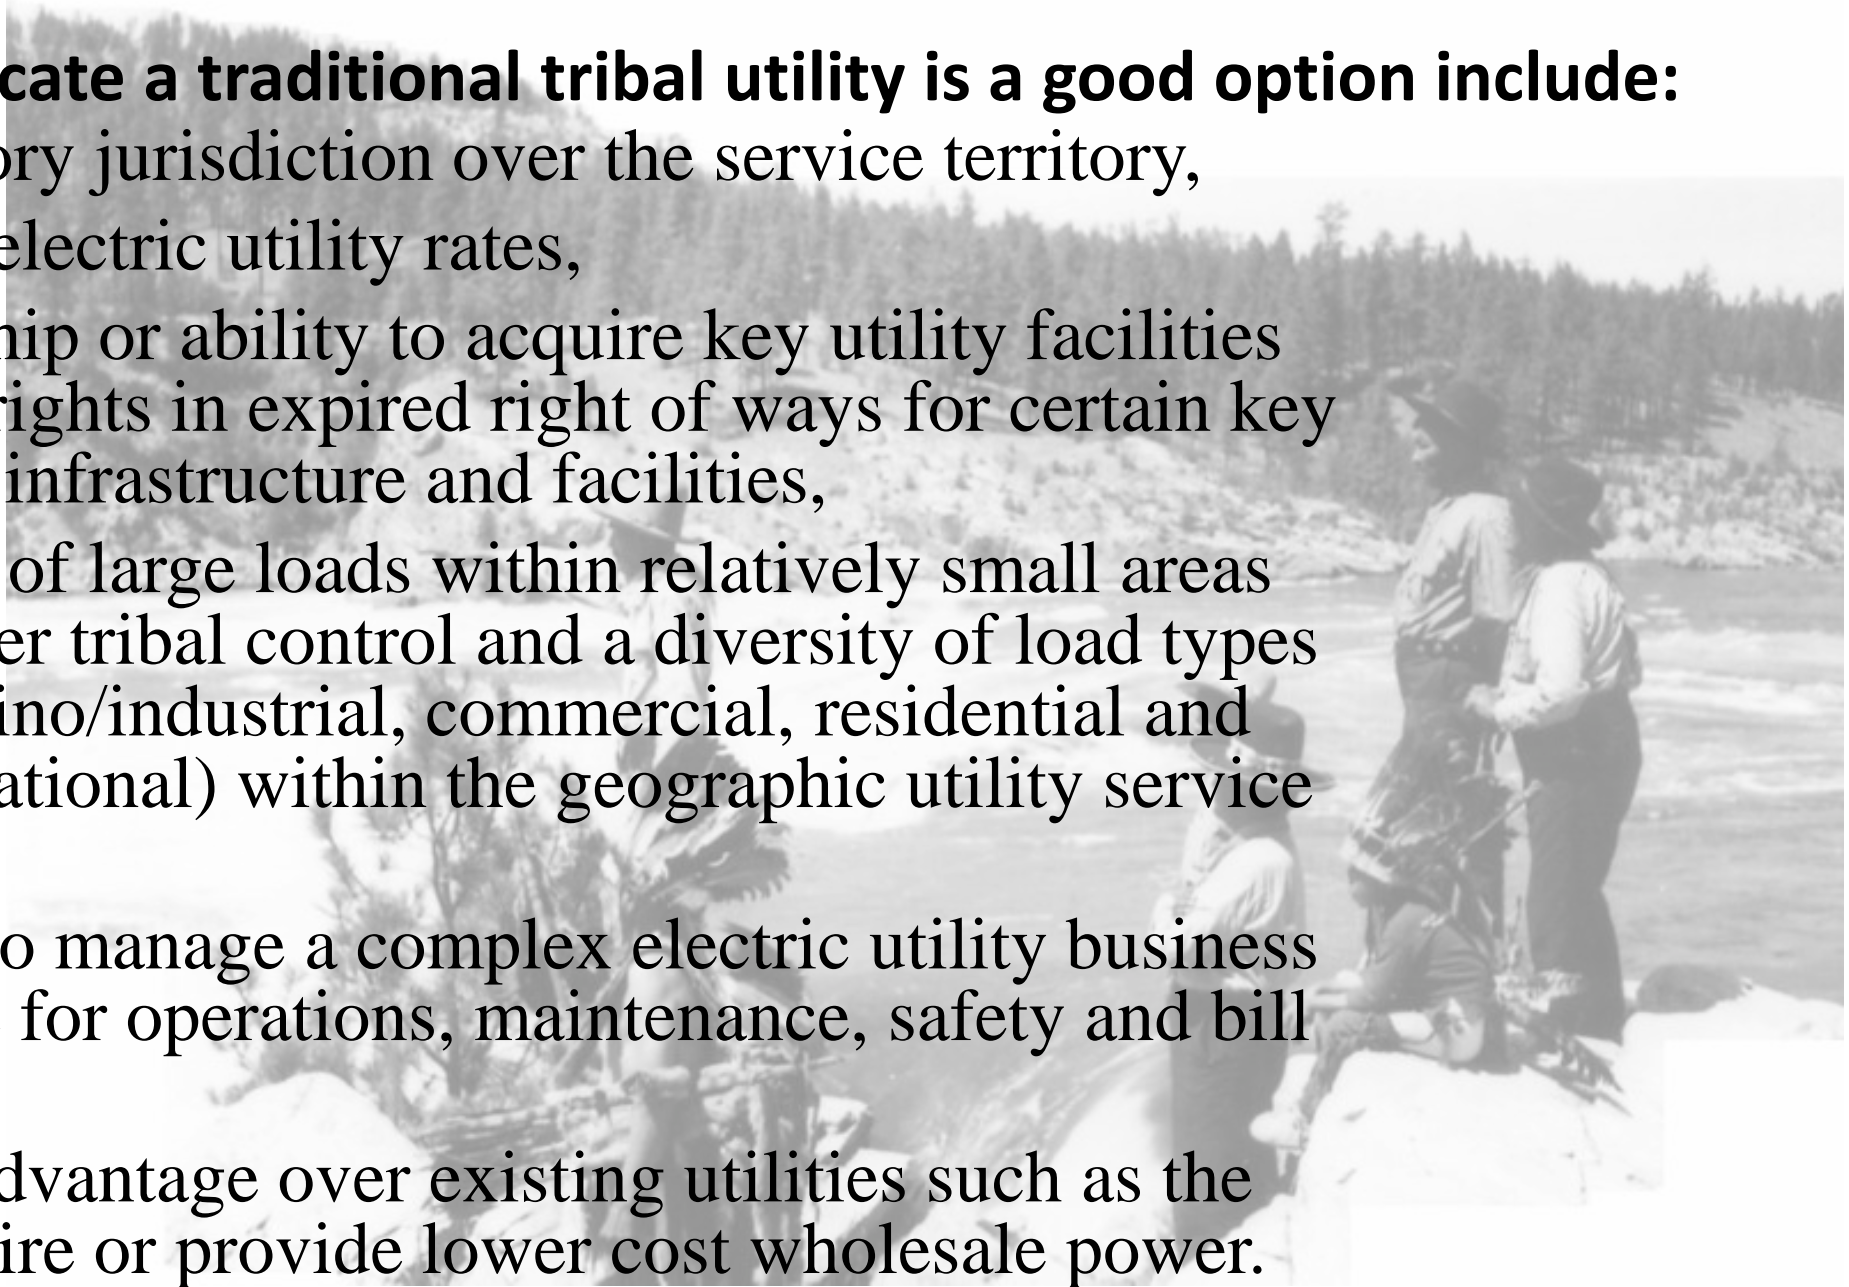 cate a traditional tribal utility is a good option include:
ory jurisdiction over the service territory,
electric utility rates,
hip or ability to acquire key utility facilities
rights in expired right of ways for certain key
infrastructure and facilities,
of large loads within relatively small areas
er tribal control and a diversity of load types
ino/industrial, commercial, residential and
ational) within the geographic utility service
o manage a complex electric utility business
for operations, maintenance, safety and bill
dvantage over existing utilities such as the
ire or provide lower cost wholesale power.